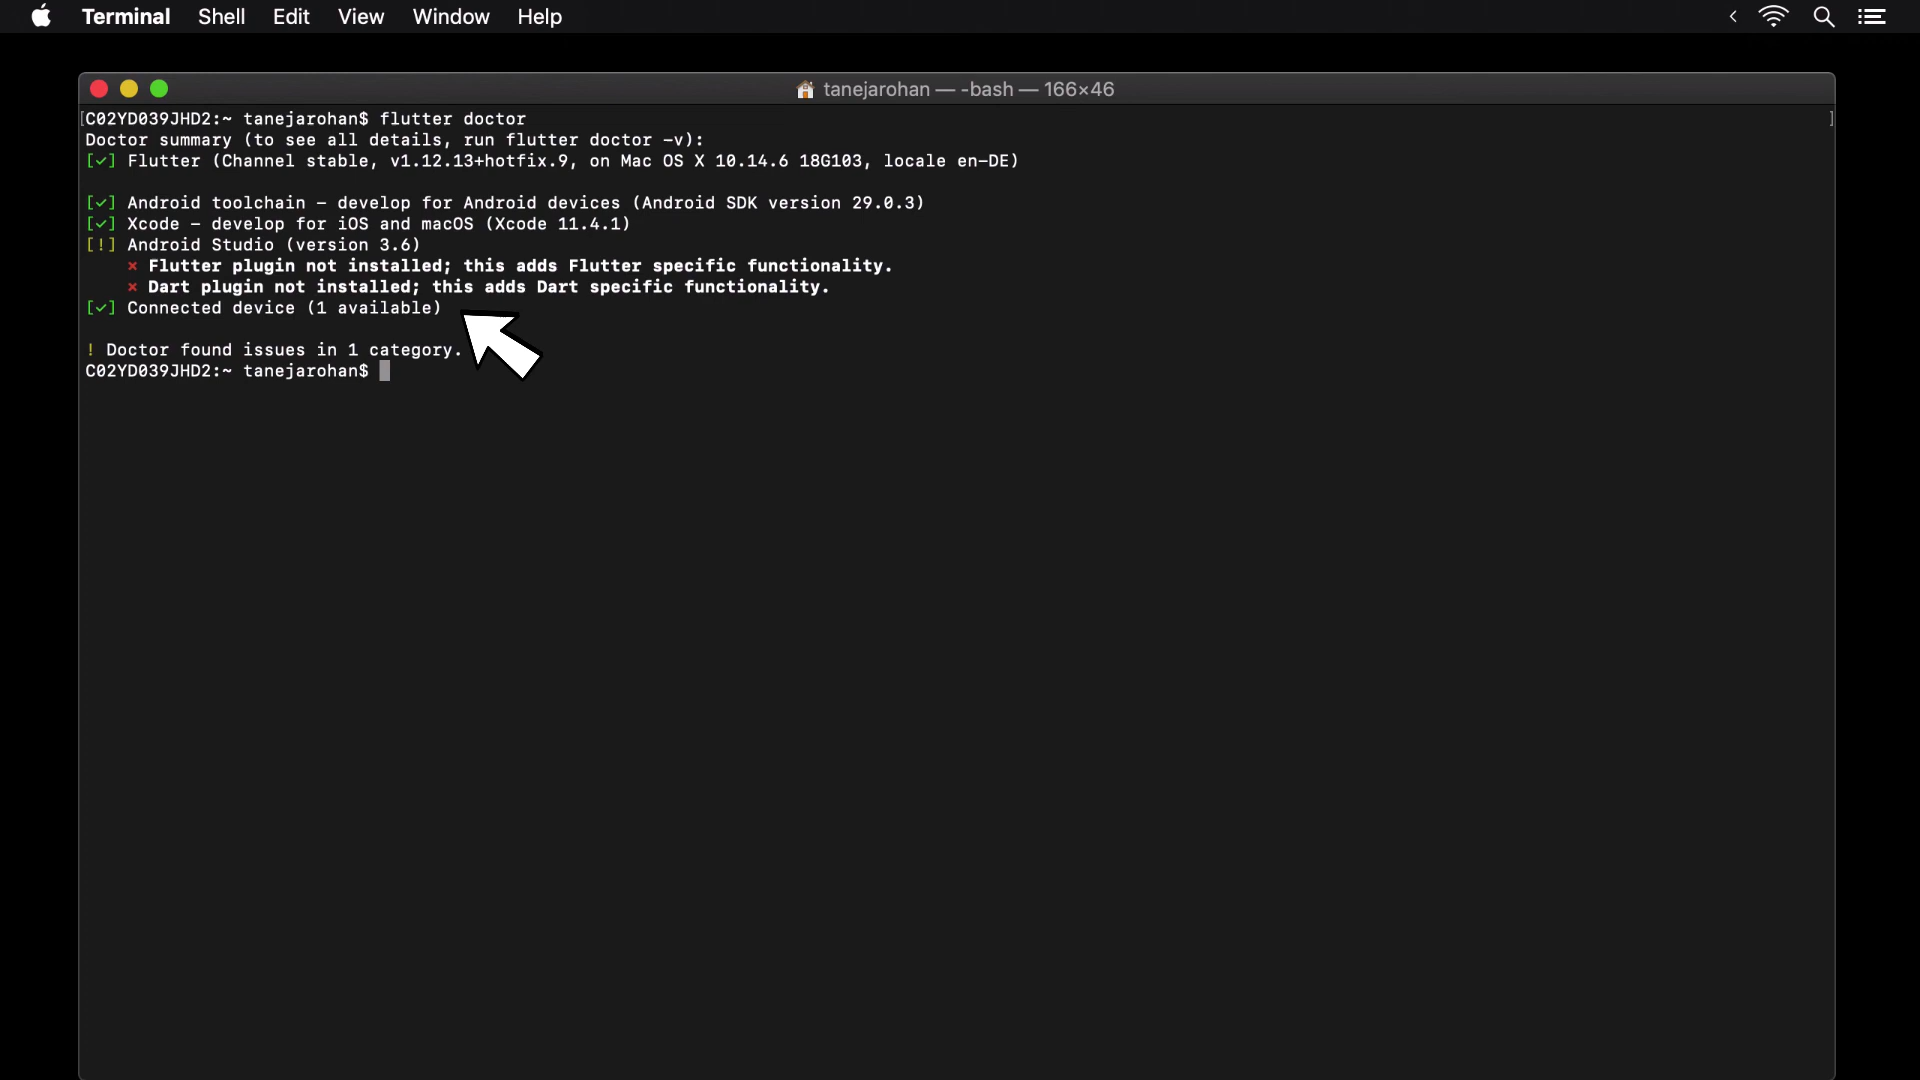 Terminal Shell Edit View Window Help
tanejarohan — -bash — 166×46
[C02YD039JHD2:~ tanejarohan$ flutter doctor ]
Doctor summary (to see all details, run flutter doctor -v):
[✓] Flutter (Channel stable, v1.12.13+hotfix.9, on Mac OS X 10.14.6 18G103, locale en-DE)
[✓] Android toolchain - develop for Android devices (Android SDK version 29.0.3)
[✓] Xcode - develop for iOS and macOS (Xcode 11.4.1)
[!] Android Studio (version 3.6)
✗ Flutter plugin not installed; this adds Flutter specific functionality.
✗ Dart plugin not installed; this adds Dart specific functionality.
[✓] Connected device (1 available)
! Doctor found issues in 1 category.
C02YD039JHD2:~ tanejarohan$